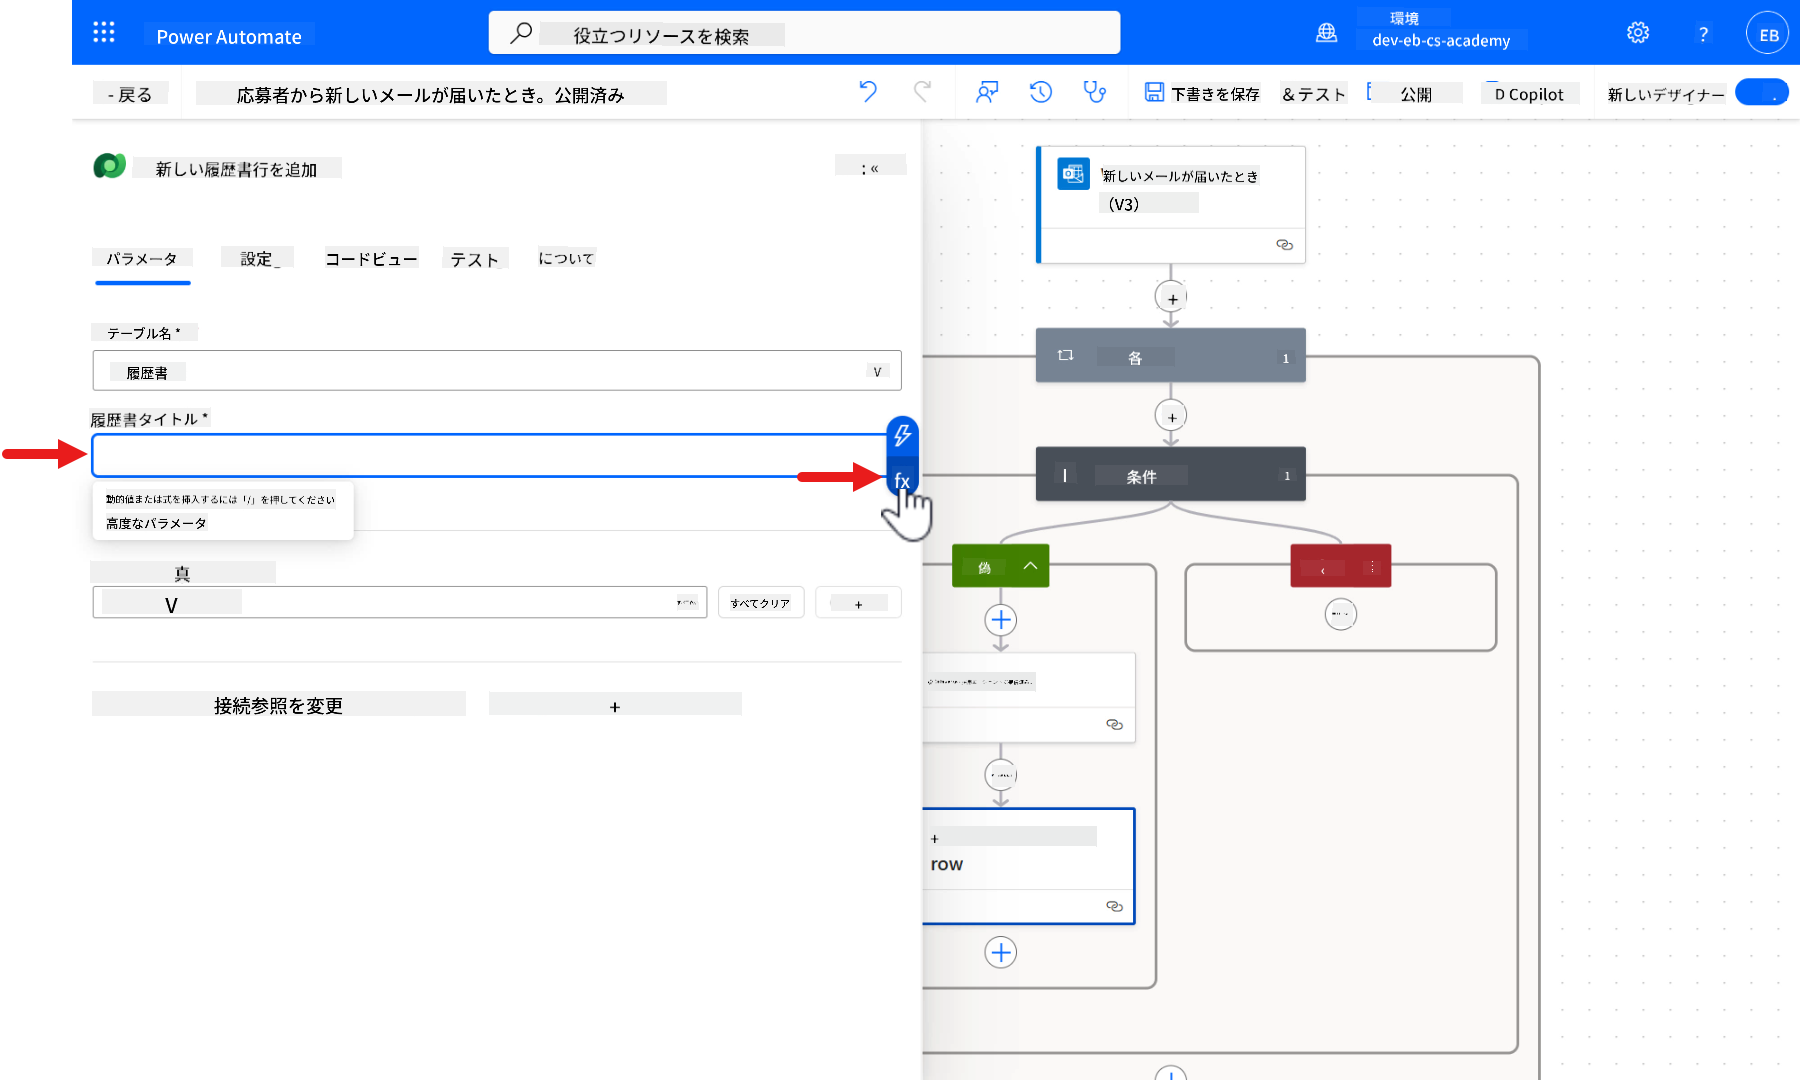 Power Automate
役立つリソースを検索
環境
dev-eb-cs-academy
?
EB
- 戻る
応募者から新しいメールが届いたとき。公開済み
下書きを保存
&テスト
公開
D Copilot
新しいデザイナー
新しい履歴書行を追加
: «
パラメータ
設定_
コードビュー
テスト
について
テーブル名 *
履歴書
V
履歴書タイトル *
fx
動的値または式を挿入するには「/」を押してください
高度なパラメータ
真
V
すべてクリア
+
接続参照を変更
+
新しいメールが届いたとき
（V3）
+
各
1
+
条件
1
偽
+
row